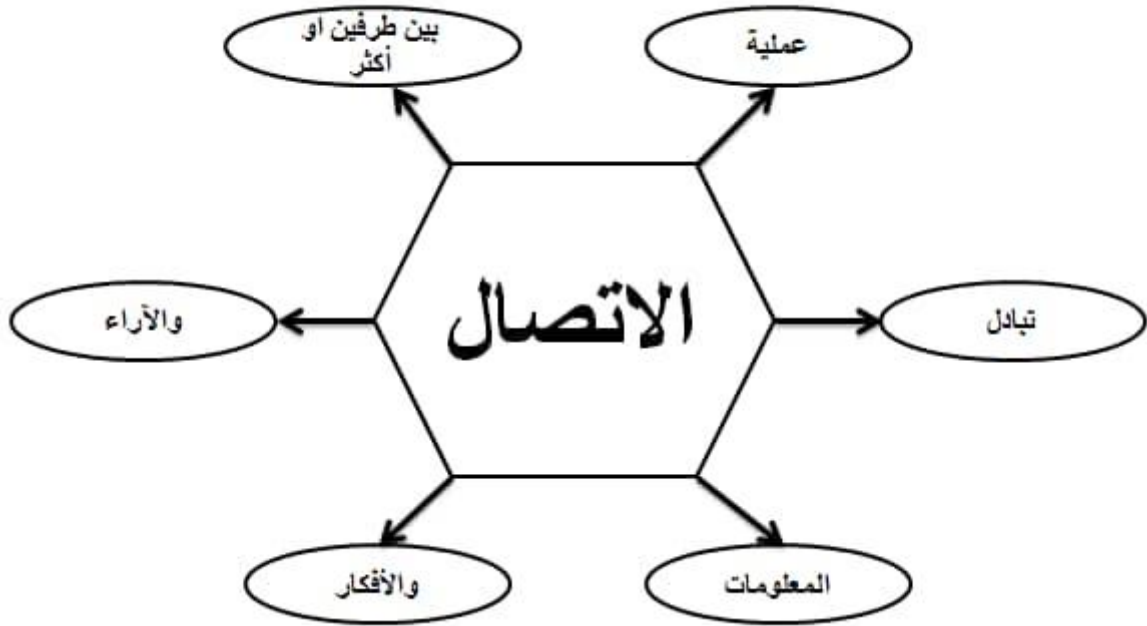 عملية
بين طرفين او
أكثر
الاتصال
تبادل
والآراء
المعلومات
والأفكار